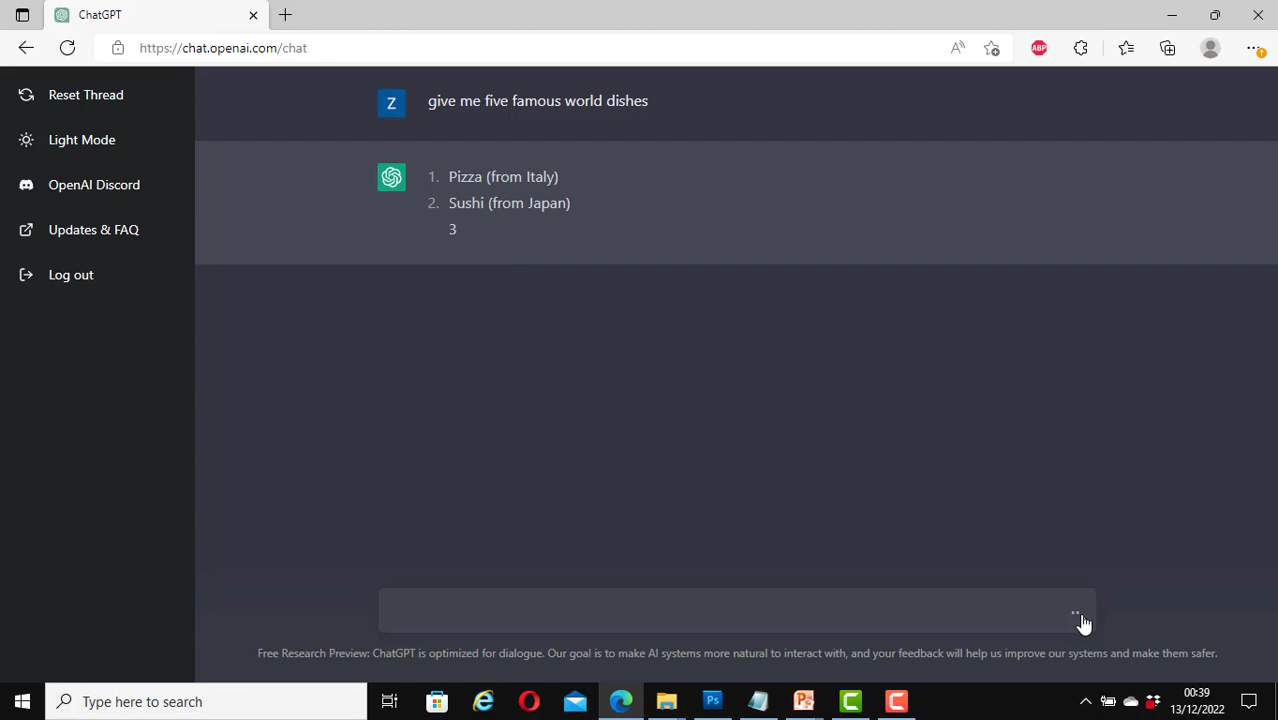 ChatGPT
https://chat.openai.com/chat
ABP
Reset Thread
Light Mode
OpenAI Discord
Updates & FAQ
Log out
Z
give me five famous world dishes
1. Pizza (from Italy)
2. Sushi (from Japan)
3
Free Research Preview: ChatGPT is optimized for dialogue. Our goal is to make AI systems more natural to interact with, and your feedback will help us improve our systems and make them safer.
Type here to search
Ps
00:39
13/12/2022